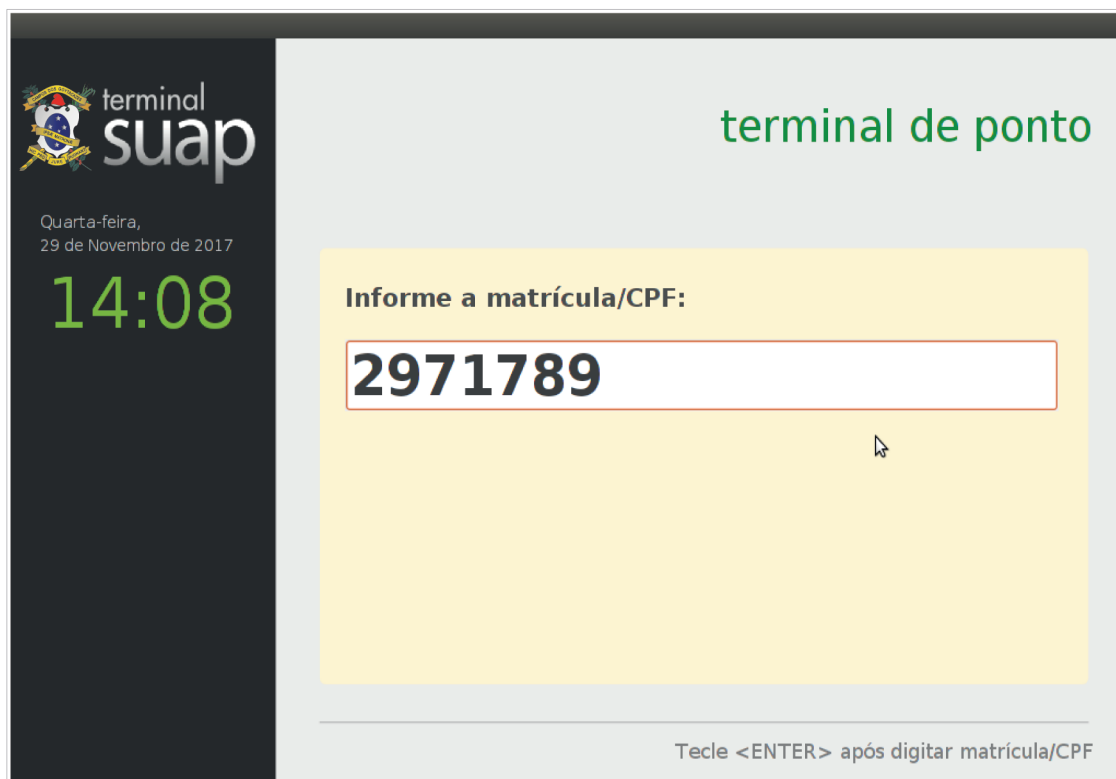 terminal
suap
Quarta-feira,
29 de Novembro de 2017
14:08
terminal de ponto
Informe a matrícula/CPF:
2971789
Tecle <ENTER> após digitar matrícula/CPF